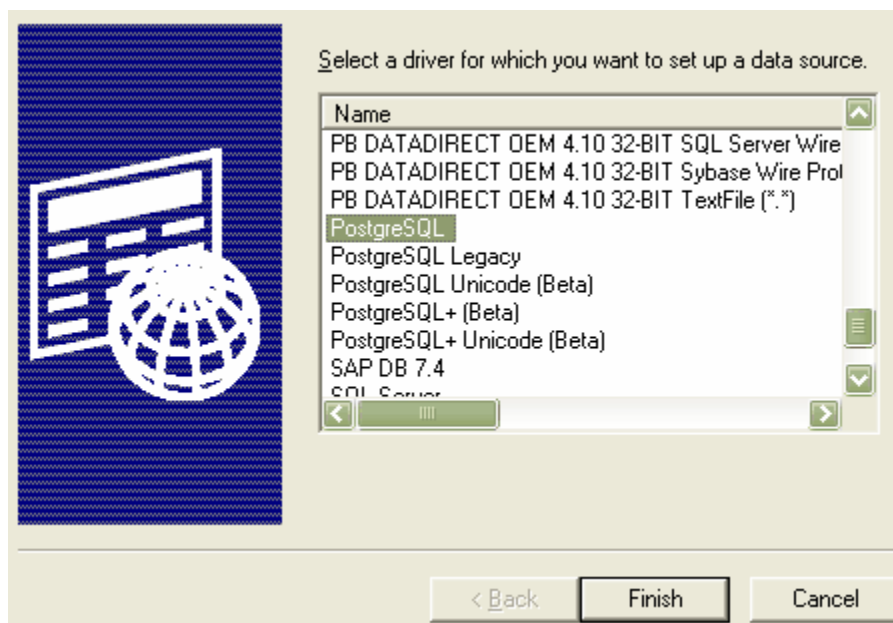 Select a driver for which you want to set up a data source.
Name
PB DATADIRECT OEM 4.10 32-BIT SQL Server Wire
PB DATADIRECT OEM 4.10 32-BIT Sybase Wire Prot
PB DATADIRECT OEM 4.10 32-BIT TextFile (*.*)
PostgreSQL
PostgreSQL Legacy
PostgreSQL Unicode (Beta)
PostgreSQL+ (Beta)
PostgreSQL+ Unicode (Beta)
SAP DB 7.4
SQL Server
< Back
Finish
Cancel